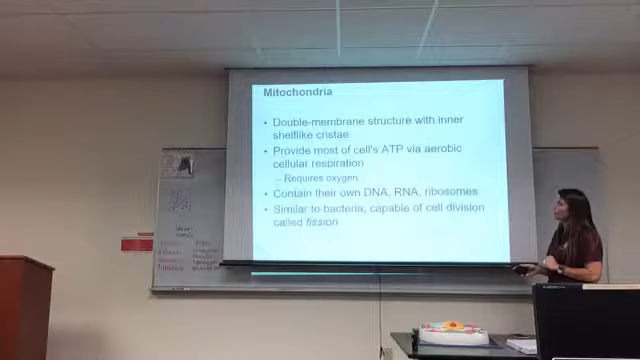 Mitochondria
• Double-membrane structure with inner
shelflike cristae
• Provide most of cell's ATP via aerobic
cellular respiration
– Requires oxygen
• Contain their own DNA, RNA, ribosomes
• Similar to bacteria, capable of cell division
called fission